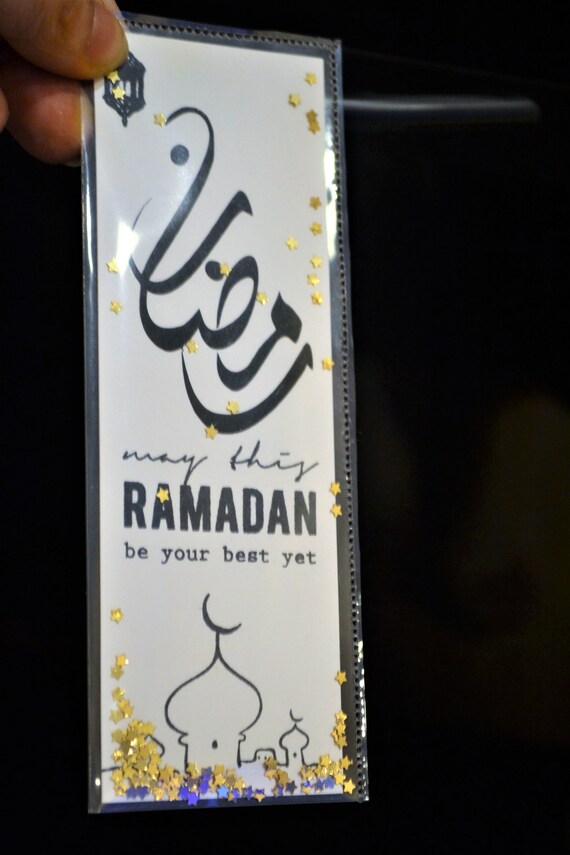 رمضان
may this
RAMADAN
be your best yet